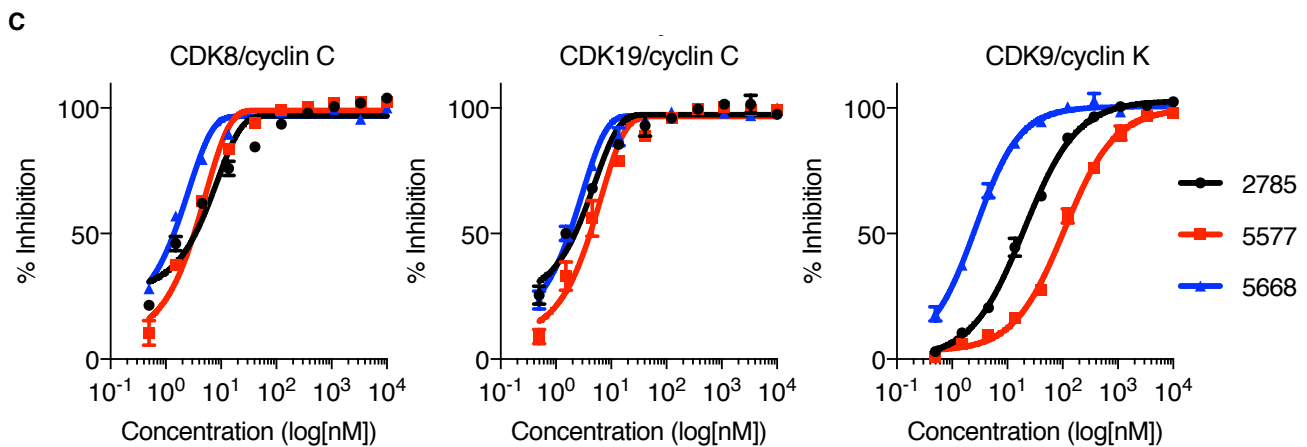 C
CDK8/cyclin C
% Inhibition
100
50
0
10-1 100 101 102 103 104
Concentration (log[nM])
CDK19/cyclin C
% Inhibition
100
50
0
10-1 100 101 102 103 104
Concentration (log[nM])
CDK9/cyclin K
% Inhibition
100
50
0
10-1 100 101 102 103 104
Concentration (log[nM])
2785
5577
5668